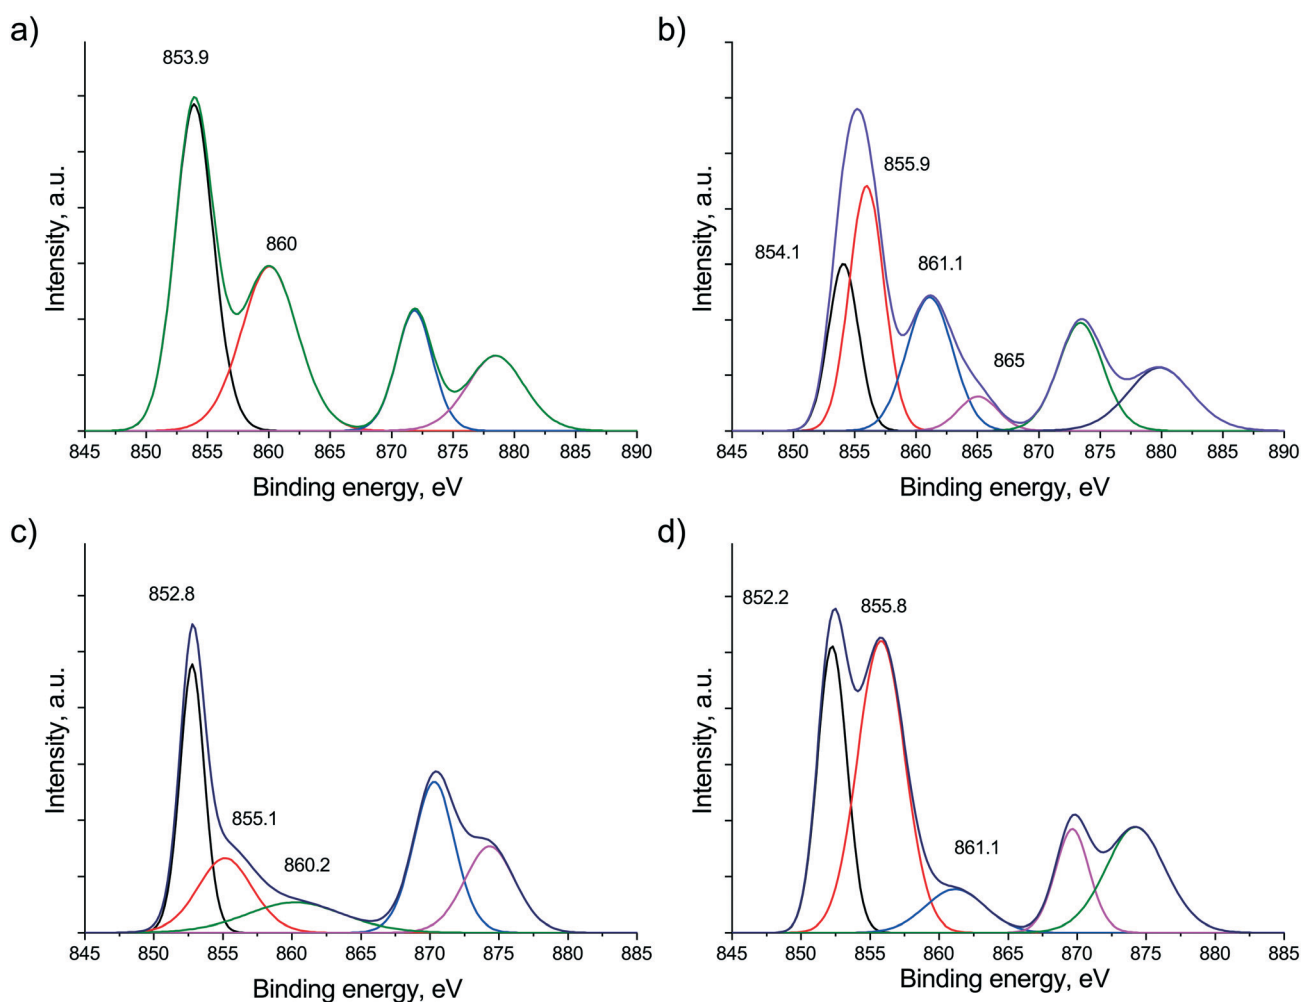 a)
853.9
860
Intensity, a.u.
845 850 855 860 865 870 875 880 885 890
Binding energy, eV
b)
855.9
854.1
861.1
865
Intensity, a.u.
845 850 855 860 865 870 875 880 885 890
Binding energy, eV
c)
852.8
855.1
860.2
Intensity, a.u.
845 850 855 860 865 870 875 880 885
Binding energy, eV
d)
852.2
855.8
861.1
Intensity, a.u.
845 850 855 860 865 870 875 880 885
Binding energy, eV